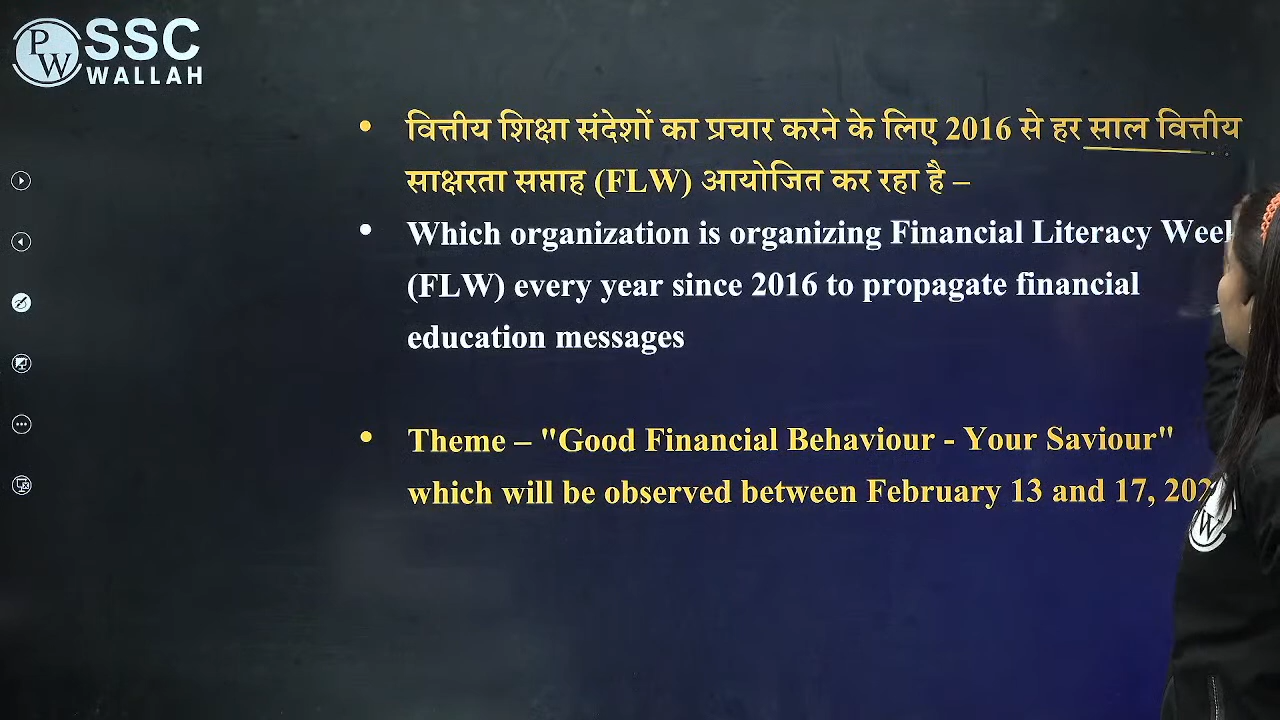 PW
SSC
WALLAH
वित्तीय शिक्षा संदेशों का प्रचार करने के लिए 2016 से हर साल वित्तीय
साक्षरता सप्ताह (FLW) आयोजित कर रहा है –
Which organization is organizing Financial Literacy
(FLW) every year since 2016 to propagate financial
education messages
Theme – "Good Financial Behaviour - Your Saviour"
which will be observed between February 13 and 17,
W